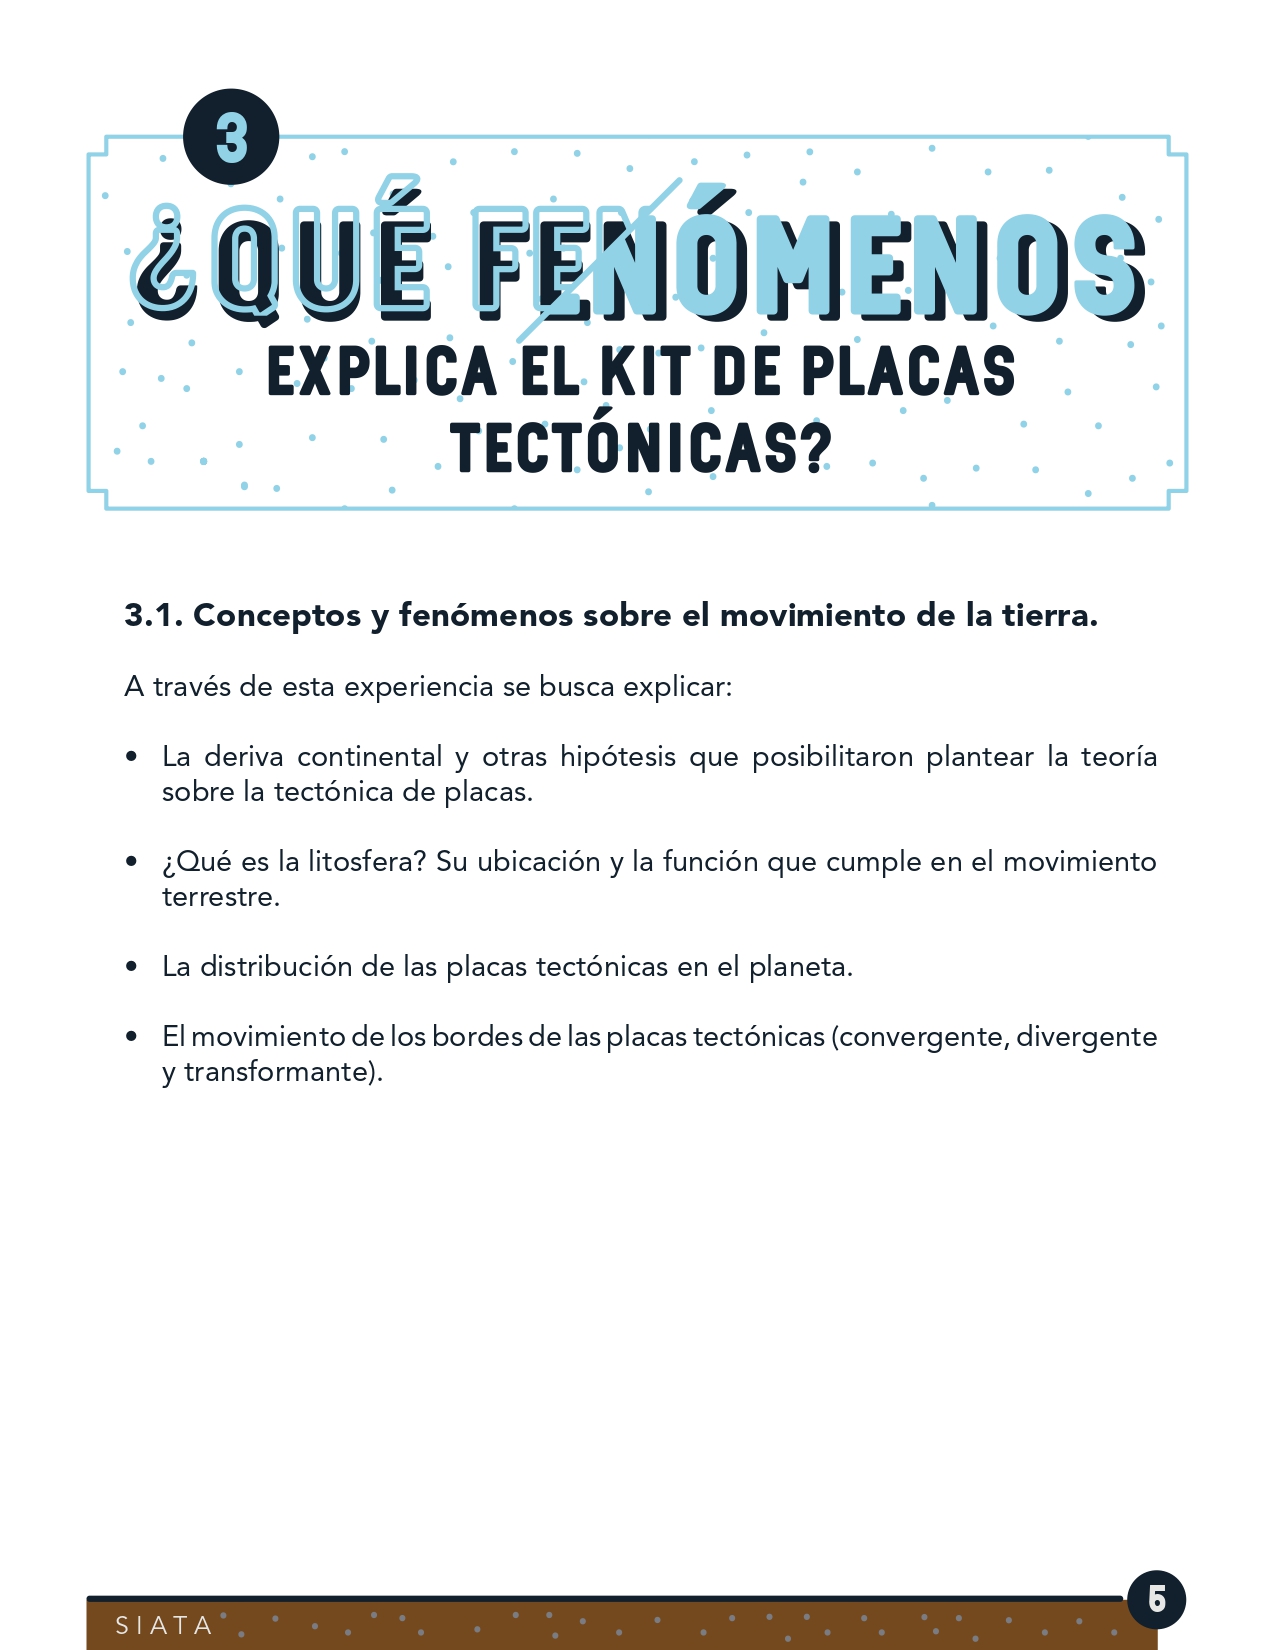 3
¿QUÉ FENÓMENOS
EXPLICA EL KIT DE PLACAS
TECTÓNICAS?
3.1. Conceptos y fenómenos sobre el movimiento de la tierra.
A través de esta experiencia se busca explicar:
• La deriva continental y otras hipótesis que posibilitaron plantear la teoría
sobre la tectónica de placas.
• ¿Qué es la litosfera? Su ubicación y la función que cumple en el movimiento
terrestre.
• La distribución de las placas tectónicas en el planeta.
• El movimiento de los bordes de las placas tectónicas (convergente, divergente
y transformante).
SIATA
5